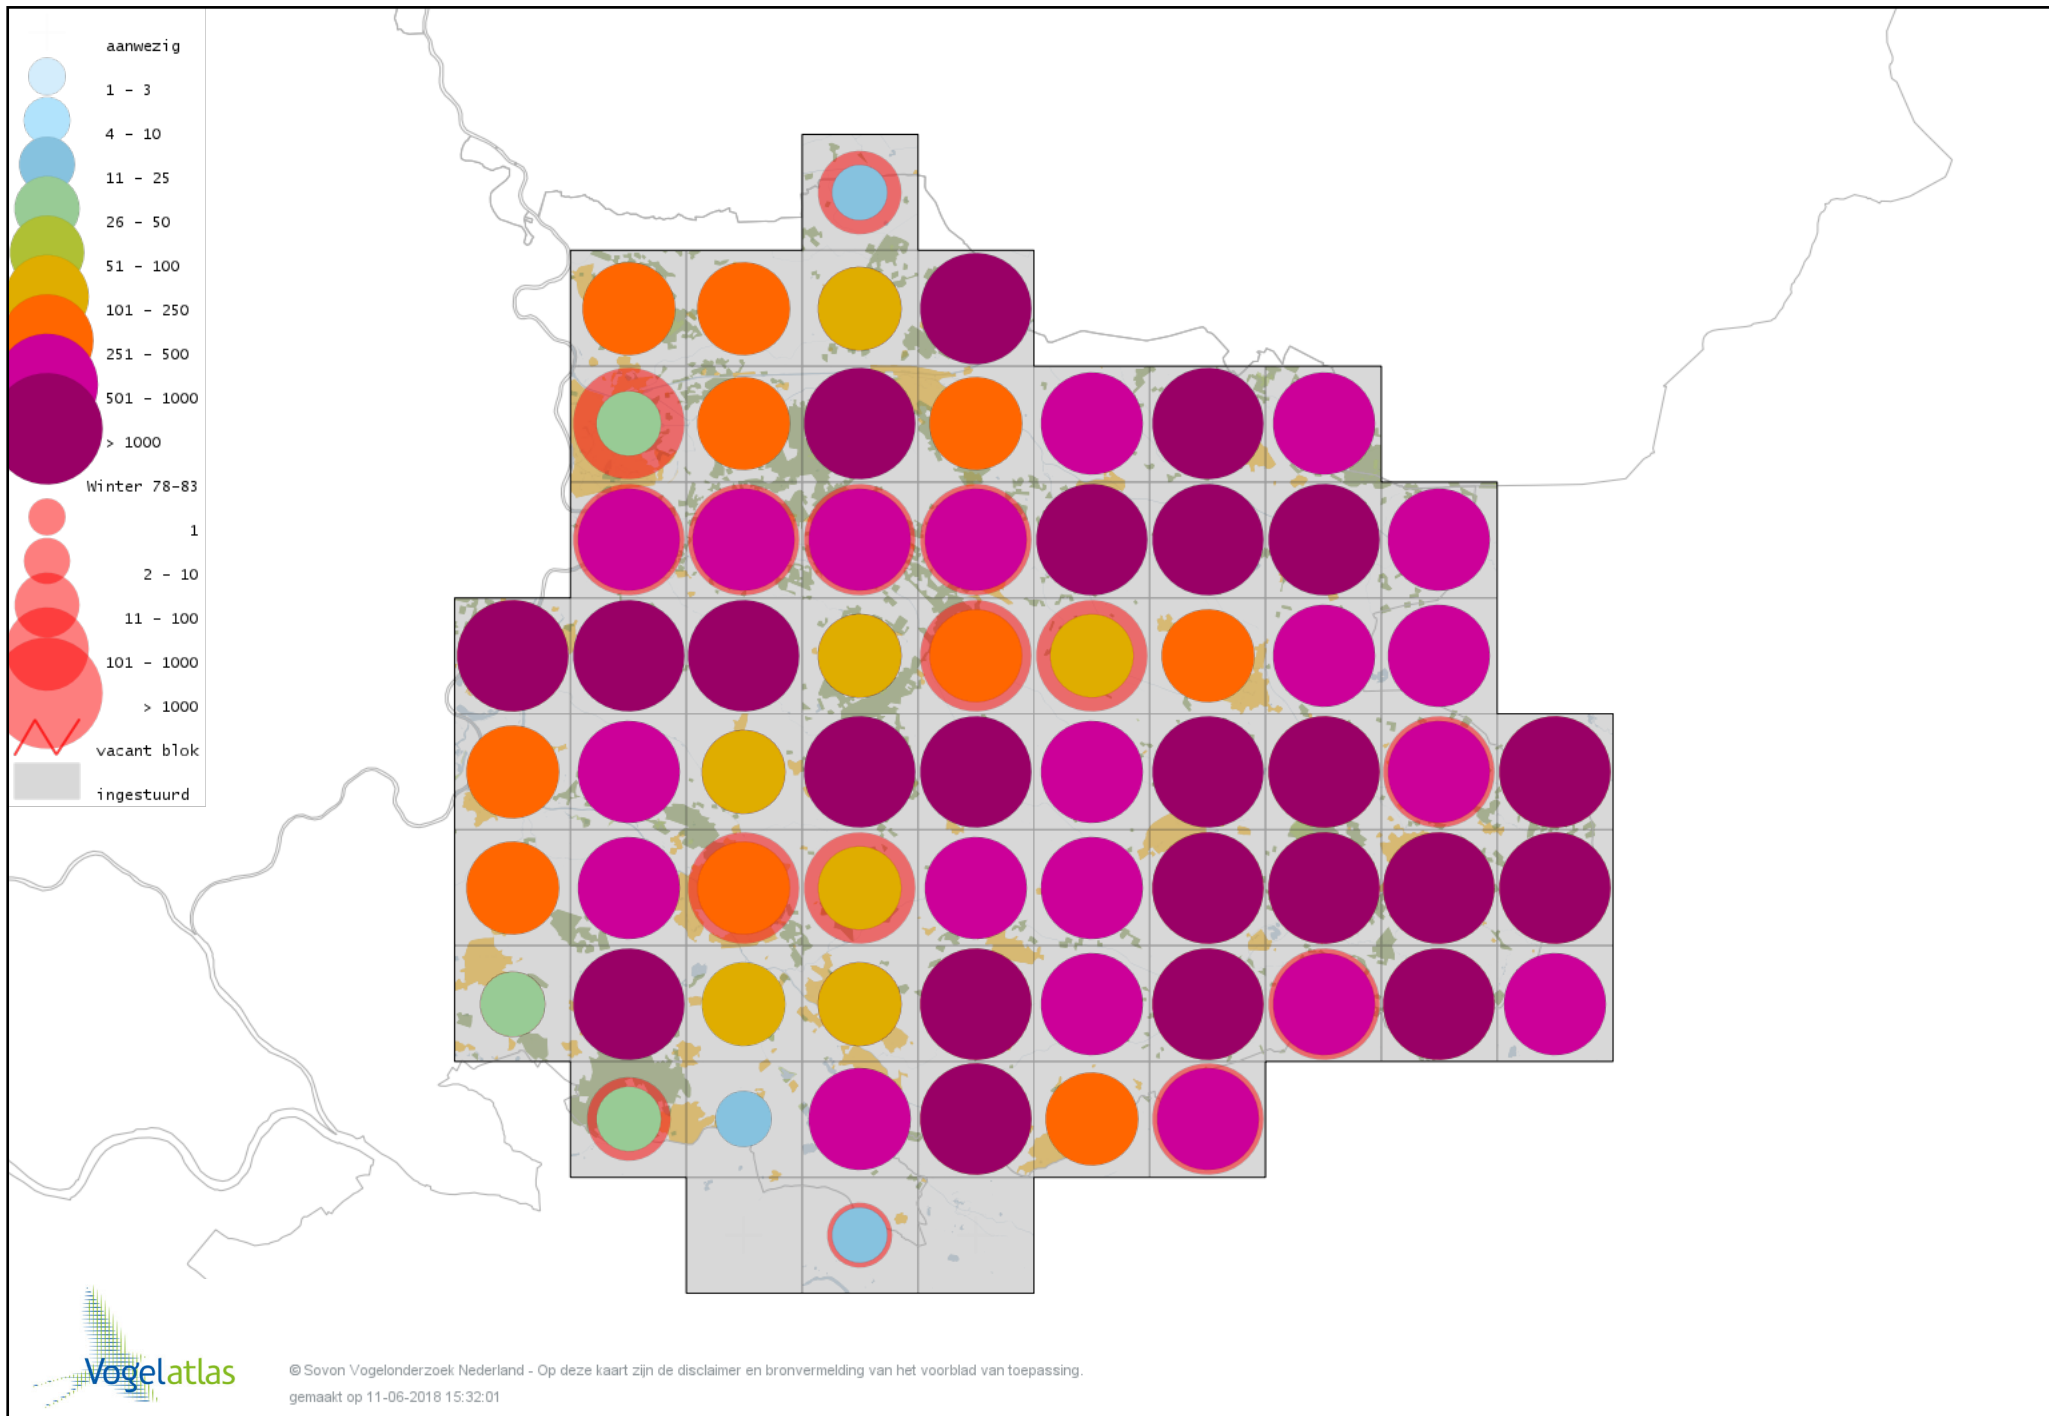 aanwezig
1 - 3
4 - 10
11 - 25
26 - 50
51 - 100
101 - 250
251 - 500
501 - 1000
> 1000
Winter 78-83
1
2 - 10
11 - 100
101 - 1000
> 1000
vacant blok
ingestuurd
Vogelatlas
© Sovon Vogelonderzoek Nederland - Op deze kaart zijn de disclaimer en bronvermelding van het voorblad van toepassing.
gemaakt op 11-06-2018 15:32:01